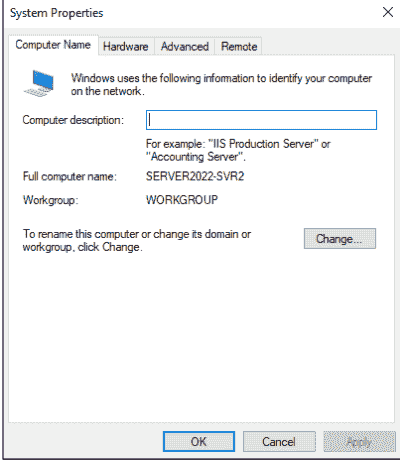 System Properties
Computer Name
Hardware
Advanced
Remote
Windows uses the following information to identify your computer
on the network.
Computer description:
For example: "IIS Production Server" or
"Accounting Server".
Full computer name: SERVER2022-SVR2
Workgroup: WORKGROUP
To rename this computer or change its domain or
workgroup, click Change.
Change...
OK
Cancel
Apply